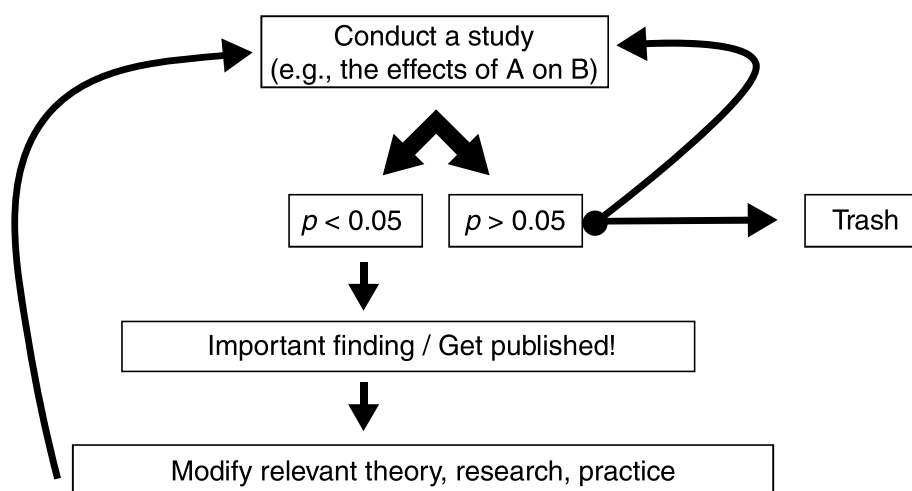 Conduct a study
(e.g., the effects of A on B)
p < 0.05
p > 0.05
Trash
Important finding / Get published!
Modify relevant theory, research, practice